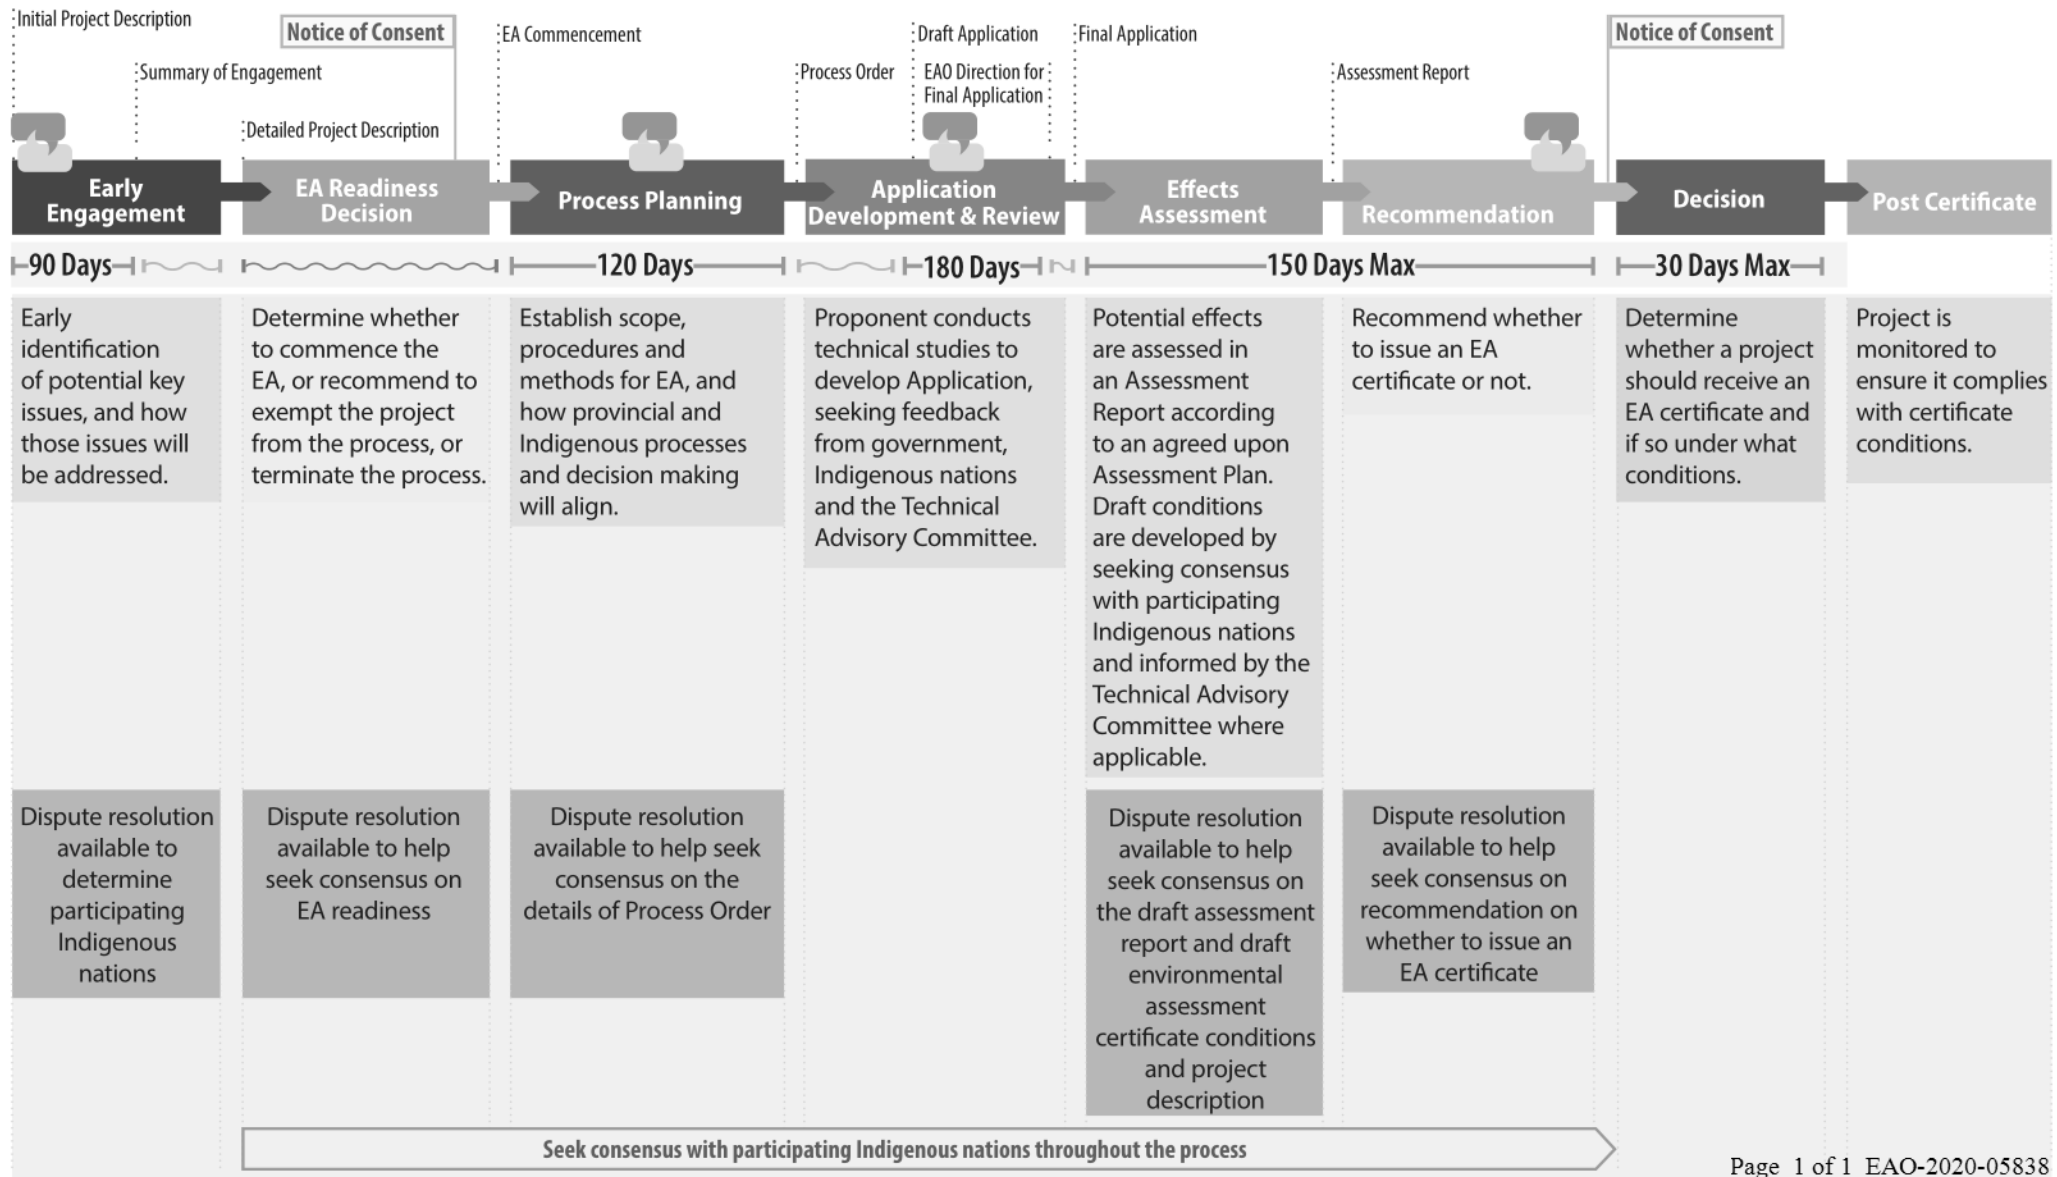 Initial Project Description
Notice of Consent
EA Commencement
Draft Application
Final Application
Notice of Consent
Summary of Engagement
Process Order
EAO Direction for
Final Application
Assessment Report
Detailed Project Description
Early
Engagement
EA Readiness
Decision
Process Planning
Application
Development & Review
Effects
Assessment
Recommendation
Decision
Post Certificate
90 Days
120 Days
180 Days
150 Days Max
30 Days Max
Early
identification
of potential key
issues, and how
those issues will
be addressed.
Determine whether
to commence the
EA, or recommend to
exempt the project
from the process, or
terminate the process.
Establish scope,
procedures and
methods for EA, and
how provincial and
Indigenous processes
and decision making
will align.
Proponent conducts
technical studies to
develop Application,
seeking feedback
from government,
Indigenous nations
and the Technical
Advisory Committee.
Potential effects
are assessed in
an Assessment
Report according
to an agreed upon
Assessment Plan.
Draft conditions
are developed by
seeking consensus
with participating
Indigenous nations
and informed by the
Technical Advisory
Committee where
applicable.
Recommend whether
to issue an EA
certificate or not.
Determine
whether a project
should receive an
EA certificate and
if so under what
conditions.
Project is
monitored to
ensure it complies
with certificate
conditions.
Dispute resolution
available to
determine
participating
Indigenous
nations
Dispute resolution
available to help
seek consensus on
EA readiness
Dispute resolution
available to help seek
consensus on the
details of Process Order
Dispute resolution
available to help
seek consensus on
the draft assessment
report and draft
environmental
assessment
certificate conditions
and project
description
Dispute resolution
available to help
seek consensus on
recommendation on
whether to issue an
EA certificate
Seek consensus with participating Indigenous nations throughout the process
Page 1 of 1 EAO-2020-05838